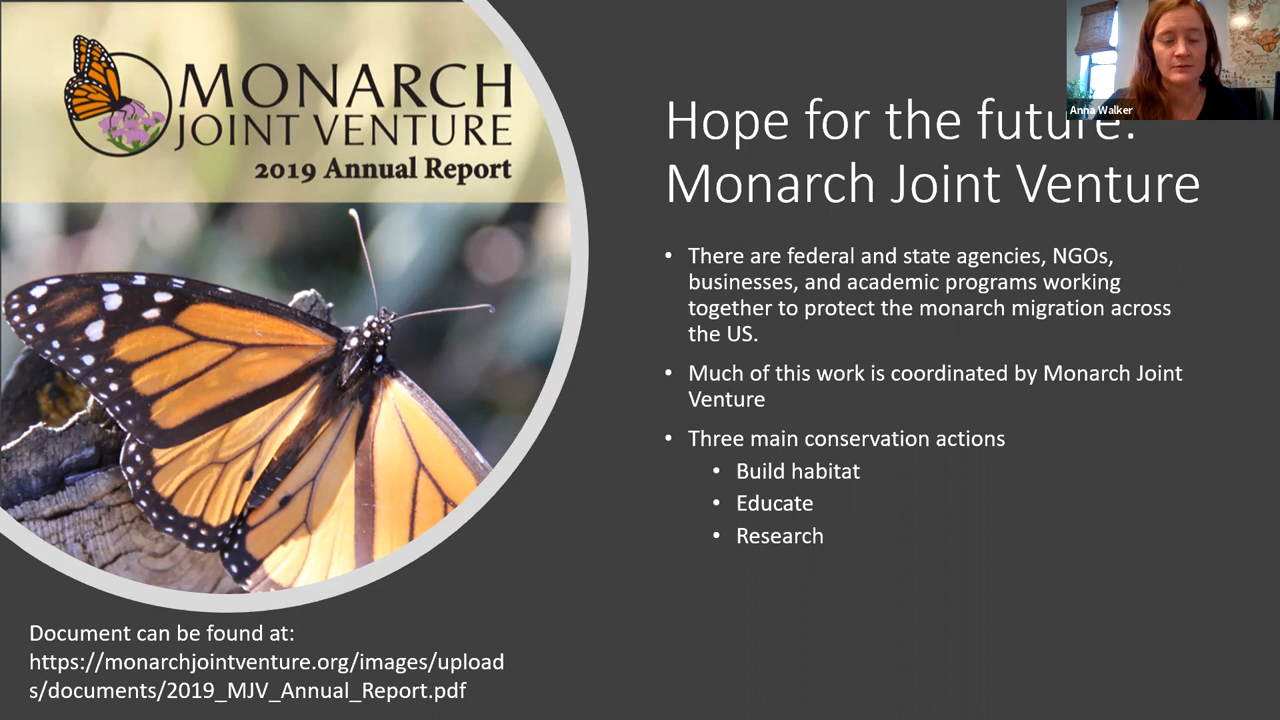 MONARCH
JOINT VENTURE
2019 Annual Report
Anna Walker
Hope for the future:
Monarch Joint Venture
• There are federal and state agencies, NGOs,
businesses, and academic programs working
together to protect the monarch migration across
the US.
• Much of this work is coordinated by Monarch Joint
Venture
• Three main conservation actions
• Build habitat
• Educate
• Research
Document can be found at:
https://monarchjointventure.org/images/upload
s/documents/2019_MJV_Annual_Report.pdf